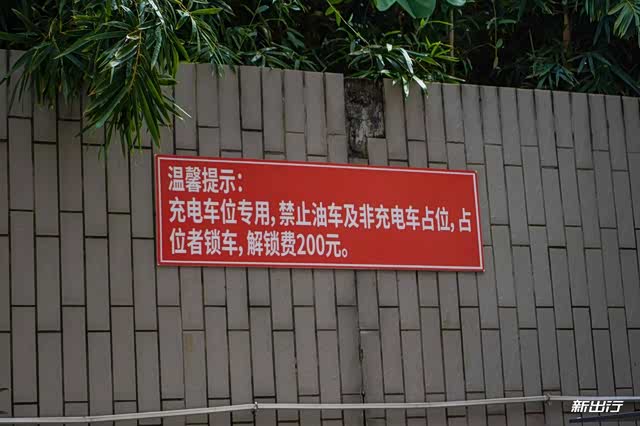 温馨提示：
充电车位专用,禁止油车及非充电车占位,占
位者锁车,解锁费200元。
新出行